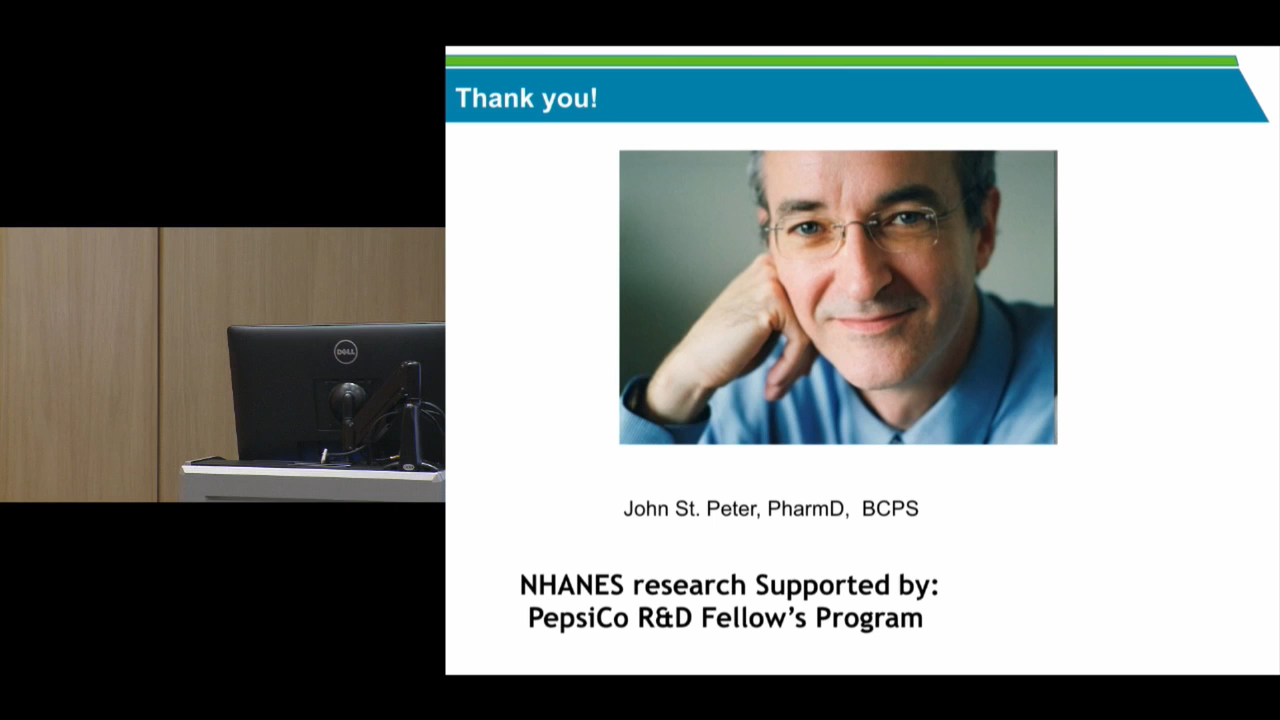 Thank you!
DELL
John St. Peter, PharmD, BCPS
NHANES research Supported by:
PepsiCo R&D Fellow’s Program